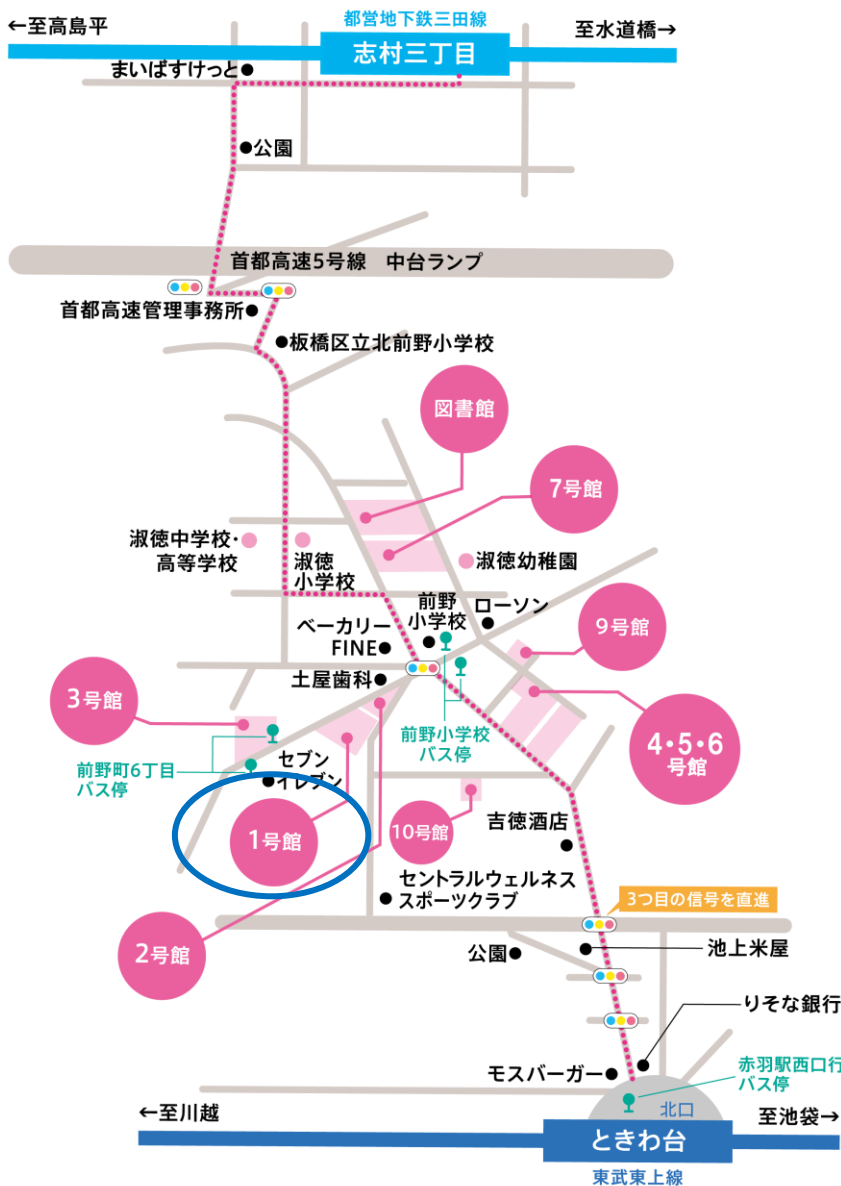 都営地下鉄三田線
←至高島平
至水道橋→
志村三丁目
まいばすけっと
公園
首都高速5号線 中台ランプ
首都高速管理事務所
板橋区立北前野小学校
図書館
7号館
淑徳中学校・
高等学校
淑徳
小学校
淑徳幼稚園
前野
小学校
ローソン
ベーカリー
FINE
9号館
土屋歯科
3号館
前野小学校
バス停
4・5・6
号館
前野町6丁目
バス停
セブン
イレブン
1号館
10号館
吉徳酒店
セントラルウェルネス
スポーツクラブ
3つ目の信号を直進
2号館
公園
池上米屋
りそな銀行
モスバーガー
赤羽駅西口行
バス停
北口
←至川越
至池袋→
ときわ台
東武東上線